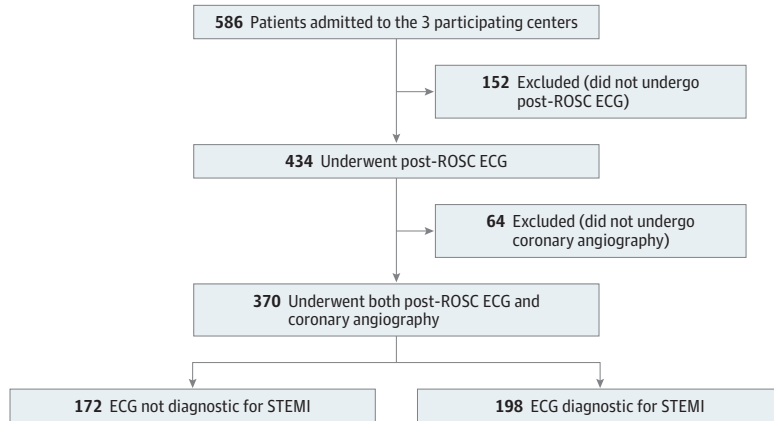 586 Patients admitted to the 3 participating centers
152 Excluded (did not undergo
post-ROSC ECG)
434 Underwent post-ROSC ECG
64 Excluded (did not undergo
coronary angiography)
370 Underwent both post-ROSC ECG and
coronary angiography
172 ECG not diagnostic for STEMI
198 ECG diagnostic for STEMI